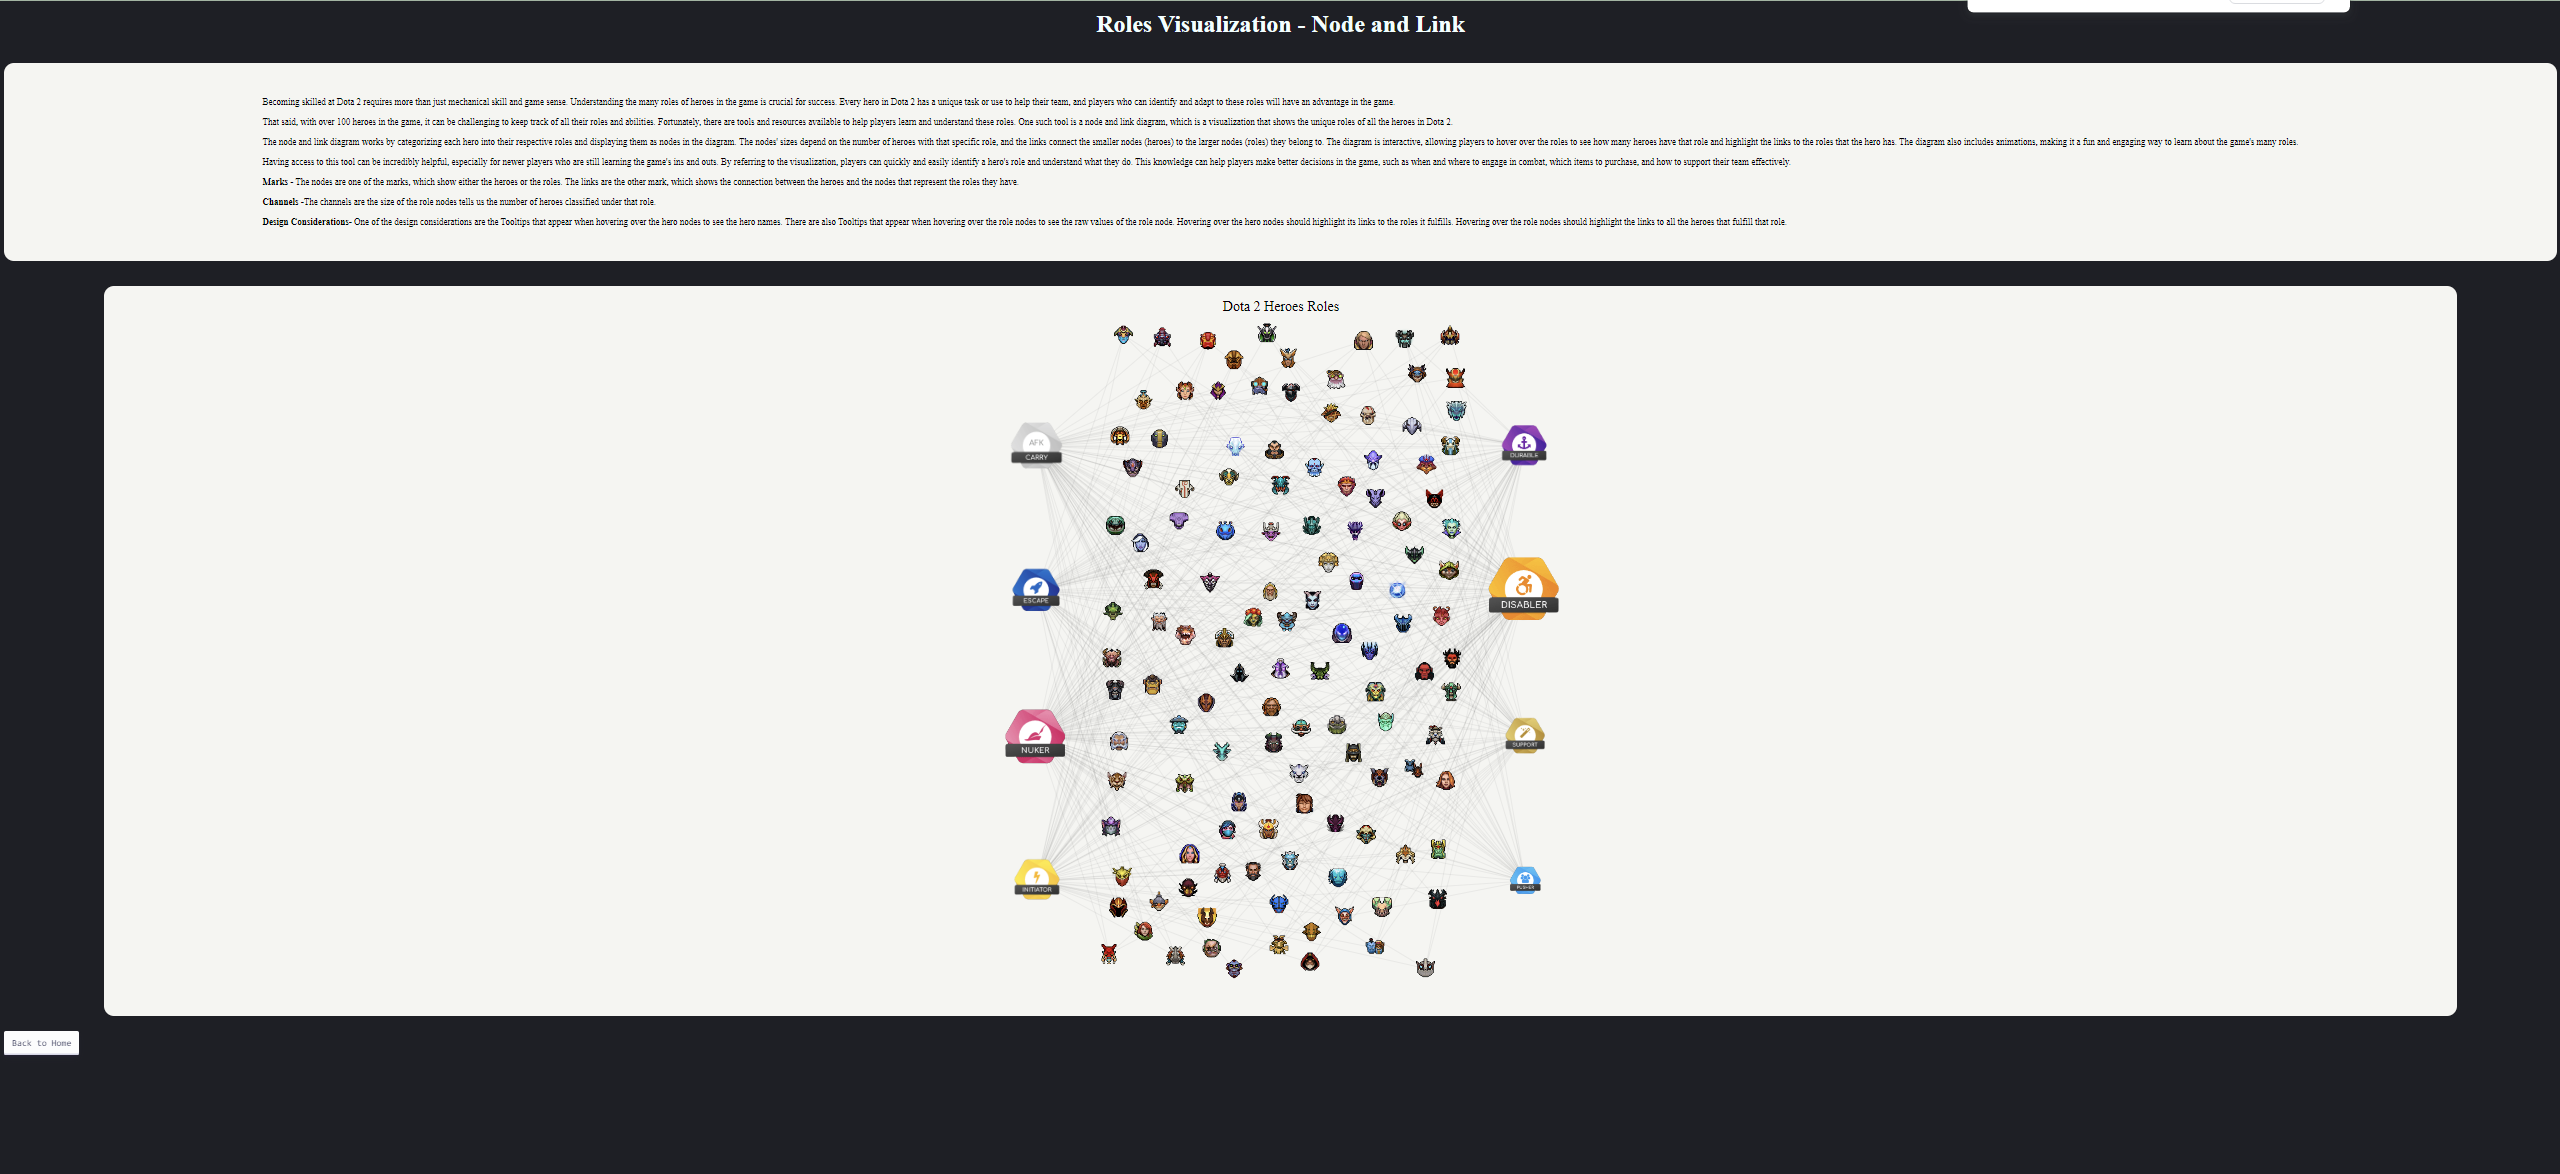 Roles Visualization - Node and Link
Becoming skilled at Dota 2 requires more than just mechanical skill and game sense. Understanding the many roles of heroes in the game is crucial for success. Every hero in Dota 2 has a unique task or use to help their team, and players who can identify and adapt to these roles will have an advantage in the game.
That said, with over 100 heroes in the game, it can be challenging to keep track of all their roles and abilities. Fortunately, there are tools and resources available to help players learn and understand these roles. One such tool is a node and link diagram, which is a visualization that shows the unique roles of all the heroes in Dota 2.
The node and link diagram works by categorizing each hero into their respective roles and displaying them as nodes in the diagram. The nodes' sizes depend on the number of heroes with that specific role, and the links connect the smaller nodes (heroes) to the larger nodes (roles) they belong to. The diagram is interactive, allowing players to hover over the roles to see how many heroes have that role and highlight the links to the roles that the hero has. The diagram also includes animations, making it a fun and engaging way to learn about the game's many roles.
Having access to this tool can be incredibly helpful, especially for newer players who are still learning the game's ins and outs. By referring to the visualization, players can quickly and easily identify a hero's role and understand what they do. This knowledge can help players make better decisions in the game, such as when and where to engage in combat, which items to purchase, and how to support their team effectively.
Marks - The nodes are one of the marks, which show either the heroes or the roles. The links are the other mark, which shows the connection between the heroes and the nodes that represent the roles they have.
Channels -The channels are the size of the role nodes tells us the number of heroes classified under that role.
Design Considerations- One of the design considerations are the Tooltips that appear when hovering over the hero nodes to see the hero names. There are also Tooltips that appear when hovering over the role nodes to see the raw values of the role node. Hovering over the hero nodes should highlight its links to the roles it fulfills. Hovering over the role nodes should highlight the links to all the heroes that fulfill that role.
Dota 2 Heroes Roles
AFK
CARRY
DURABLE
ESCAPE
DISABLER
NUKER
SUPPORT
INITIATOR
PUSHER
Back to Home